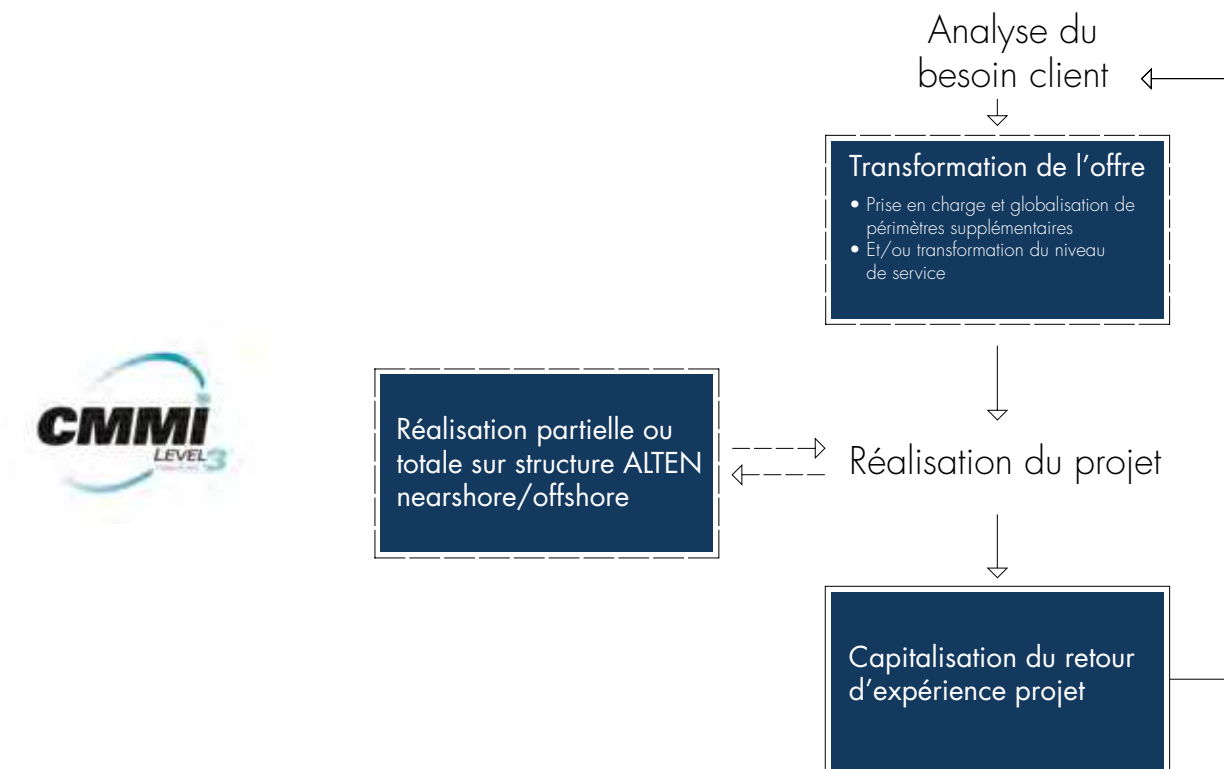 Analyse du
besoin client
Transformation de l’offre
• Prise en charge et globalisation de
périmètres supplémentaires
• Et/ou transformation du niveau
de service
CMMI
LEVEL 3
Réalisation partielle ou
totale sur structure ALTEN
nearshore/offshore
Réalisation du projet
Capitalisation du retour
d’expérience projet